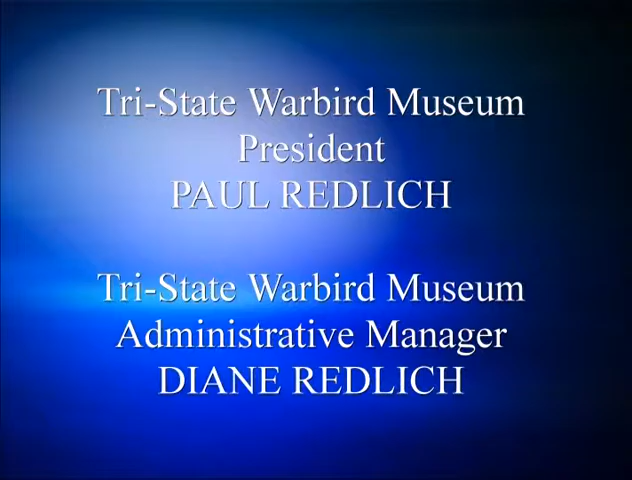 Tri-State Warbird Museum
President
PAUL REDLICH
Tri-State Warbird Museum
Administrative Manager
DIANE REDLICH